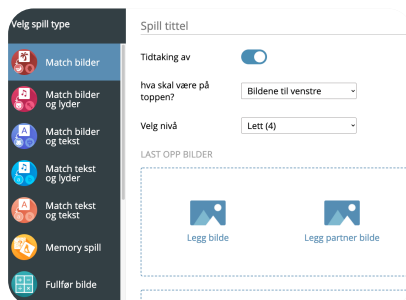 Velg spill type
Match bilder
Match bilder
og lyder
Match bilder
og tekst
Match tekst
og lyder
Match tekst
og tekst
Memory spill
Fullfør bilde
Spill tittel
Tidtaking av
hva skal være på
toppen?
Bildene til venstre
Velg nivå
Lett (4)
LAST OPP BILDER
Legg bilde
Legg partner bilde